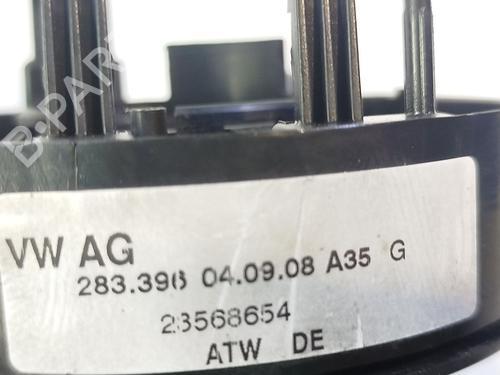 B-PARTS
VW AG
283.396 04.09.08 A35 G
23568654
ATW DE